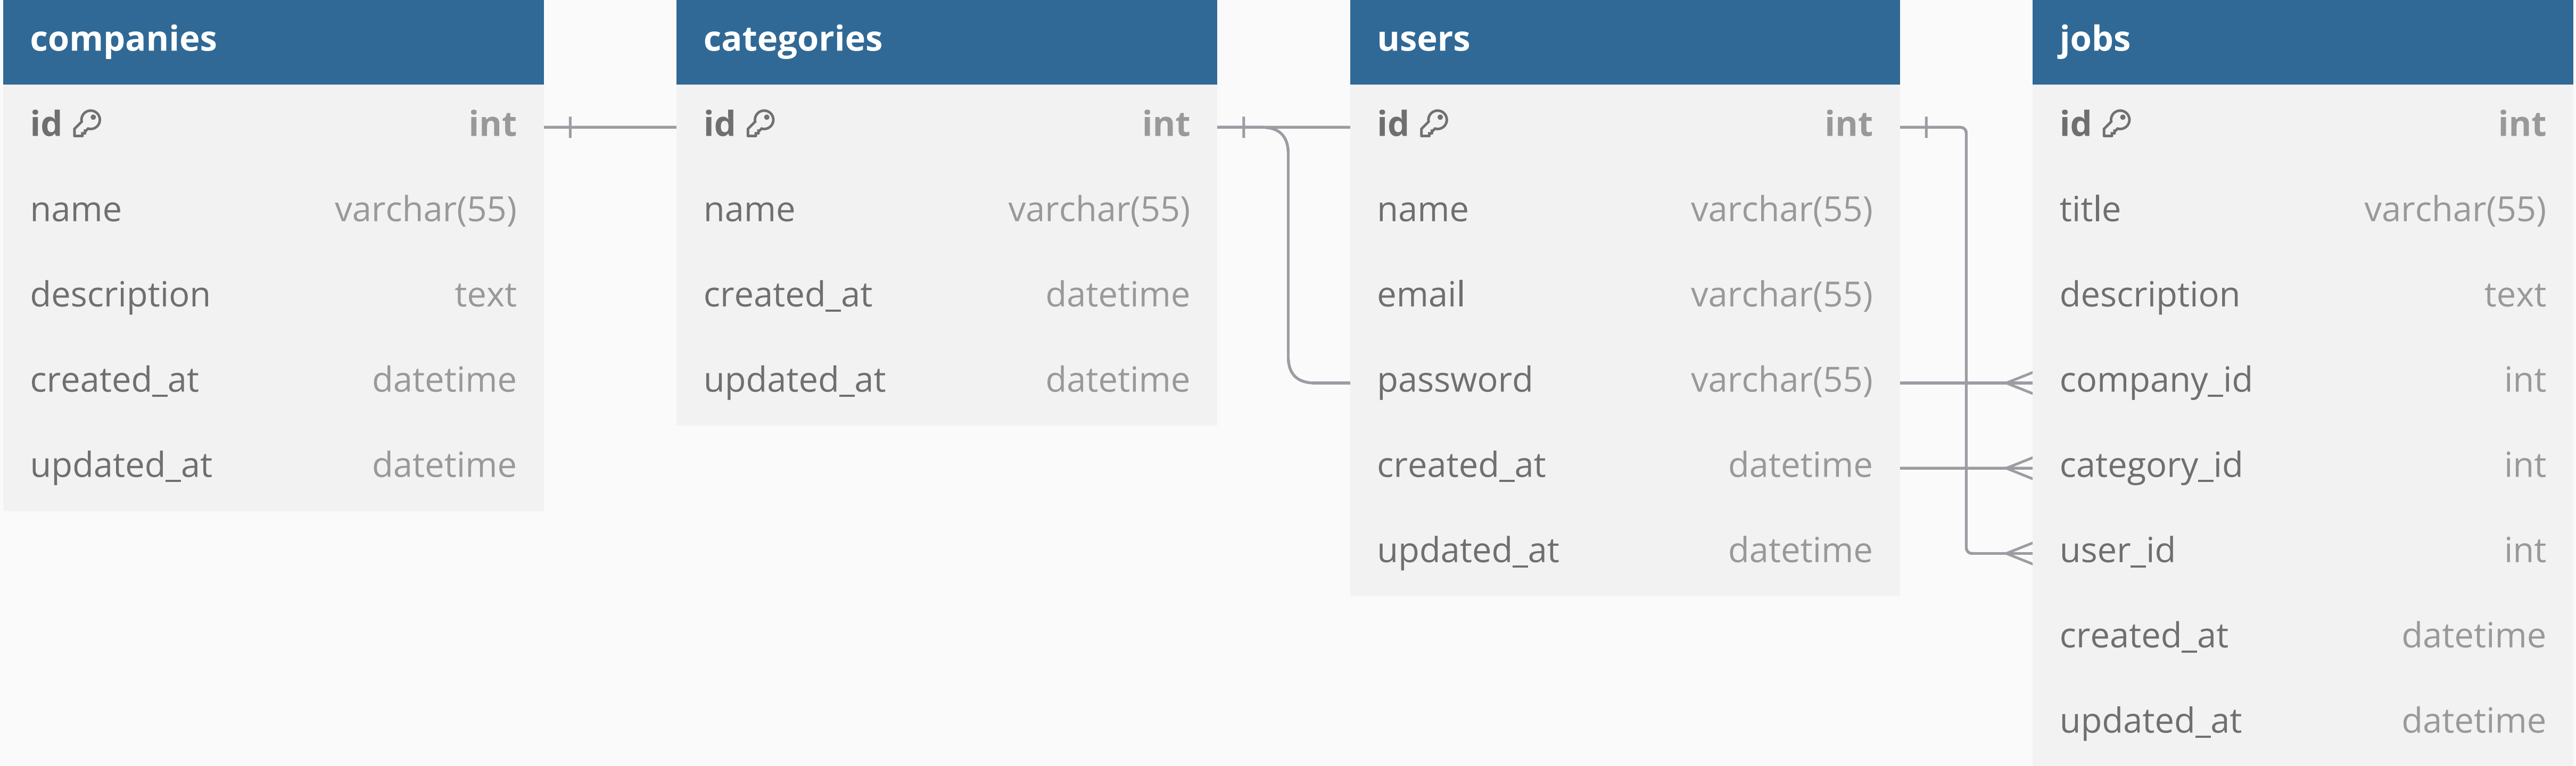 companies
id int
name varchar(55)
description text
created_at datetime
updated_at datetime
categories
id int
name varchar(55)
created_at datetime
updated_at datetime
users
id int
name varchar(55)
email varchar(55)
password varchar(55)
created_at datetime
updated_at datetime
jobs
id int
title varchar(55)
description text
company_id int
category_id int
user_id int
created_at datetime
updated_at datetime